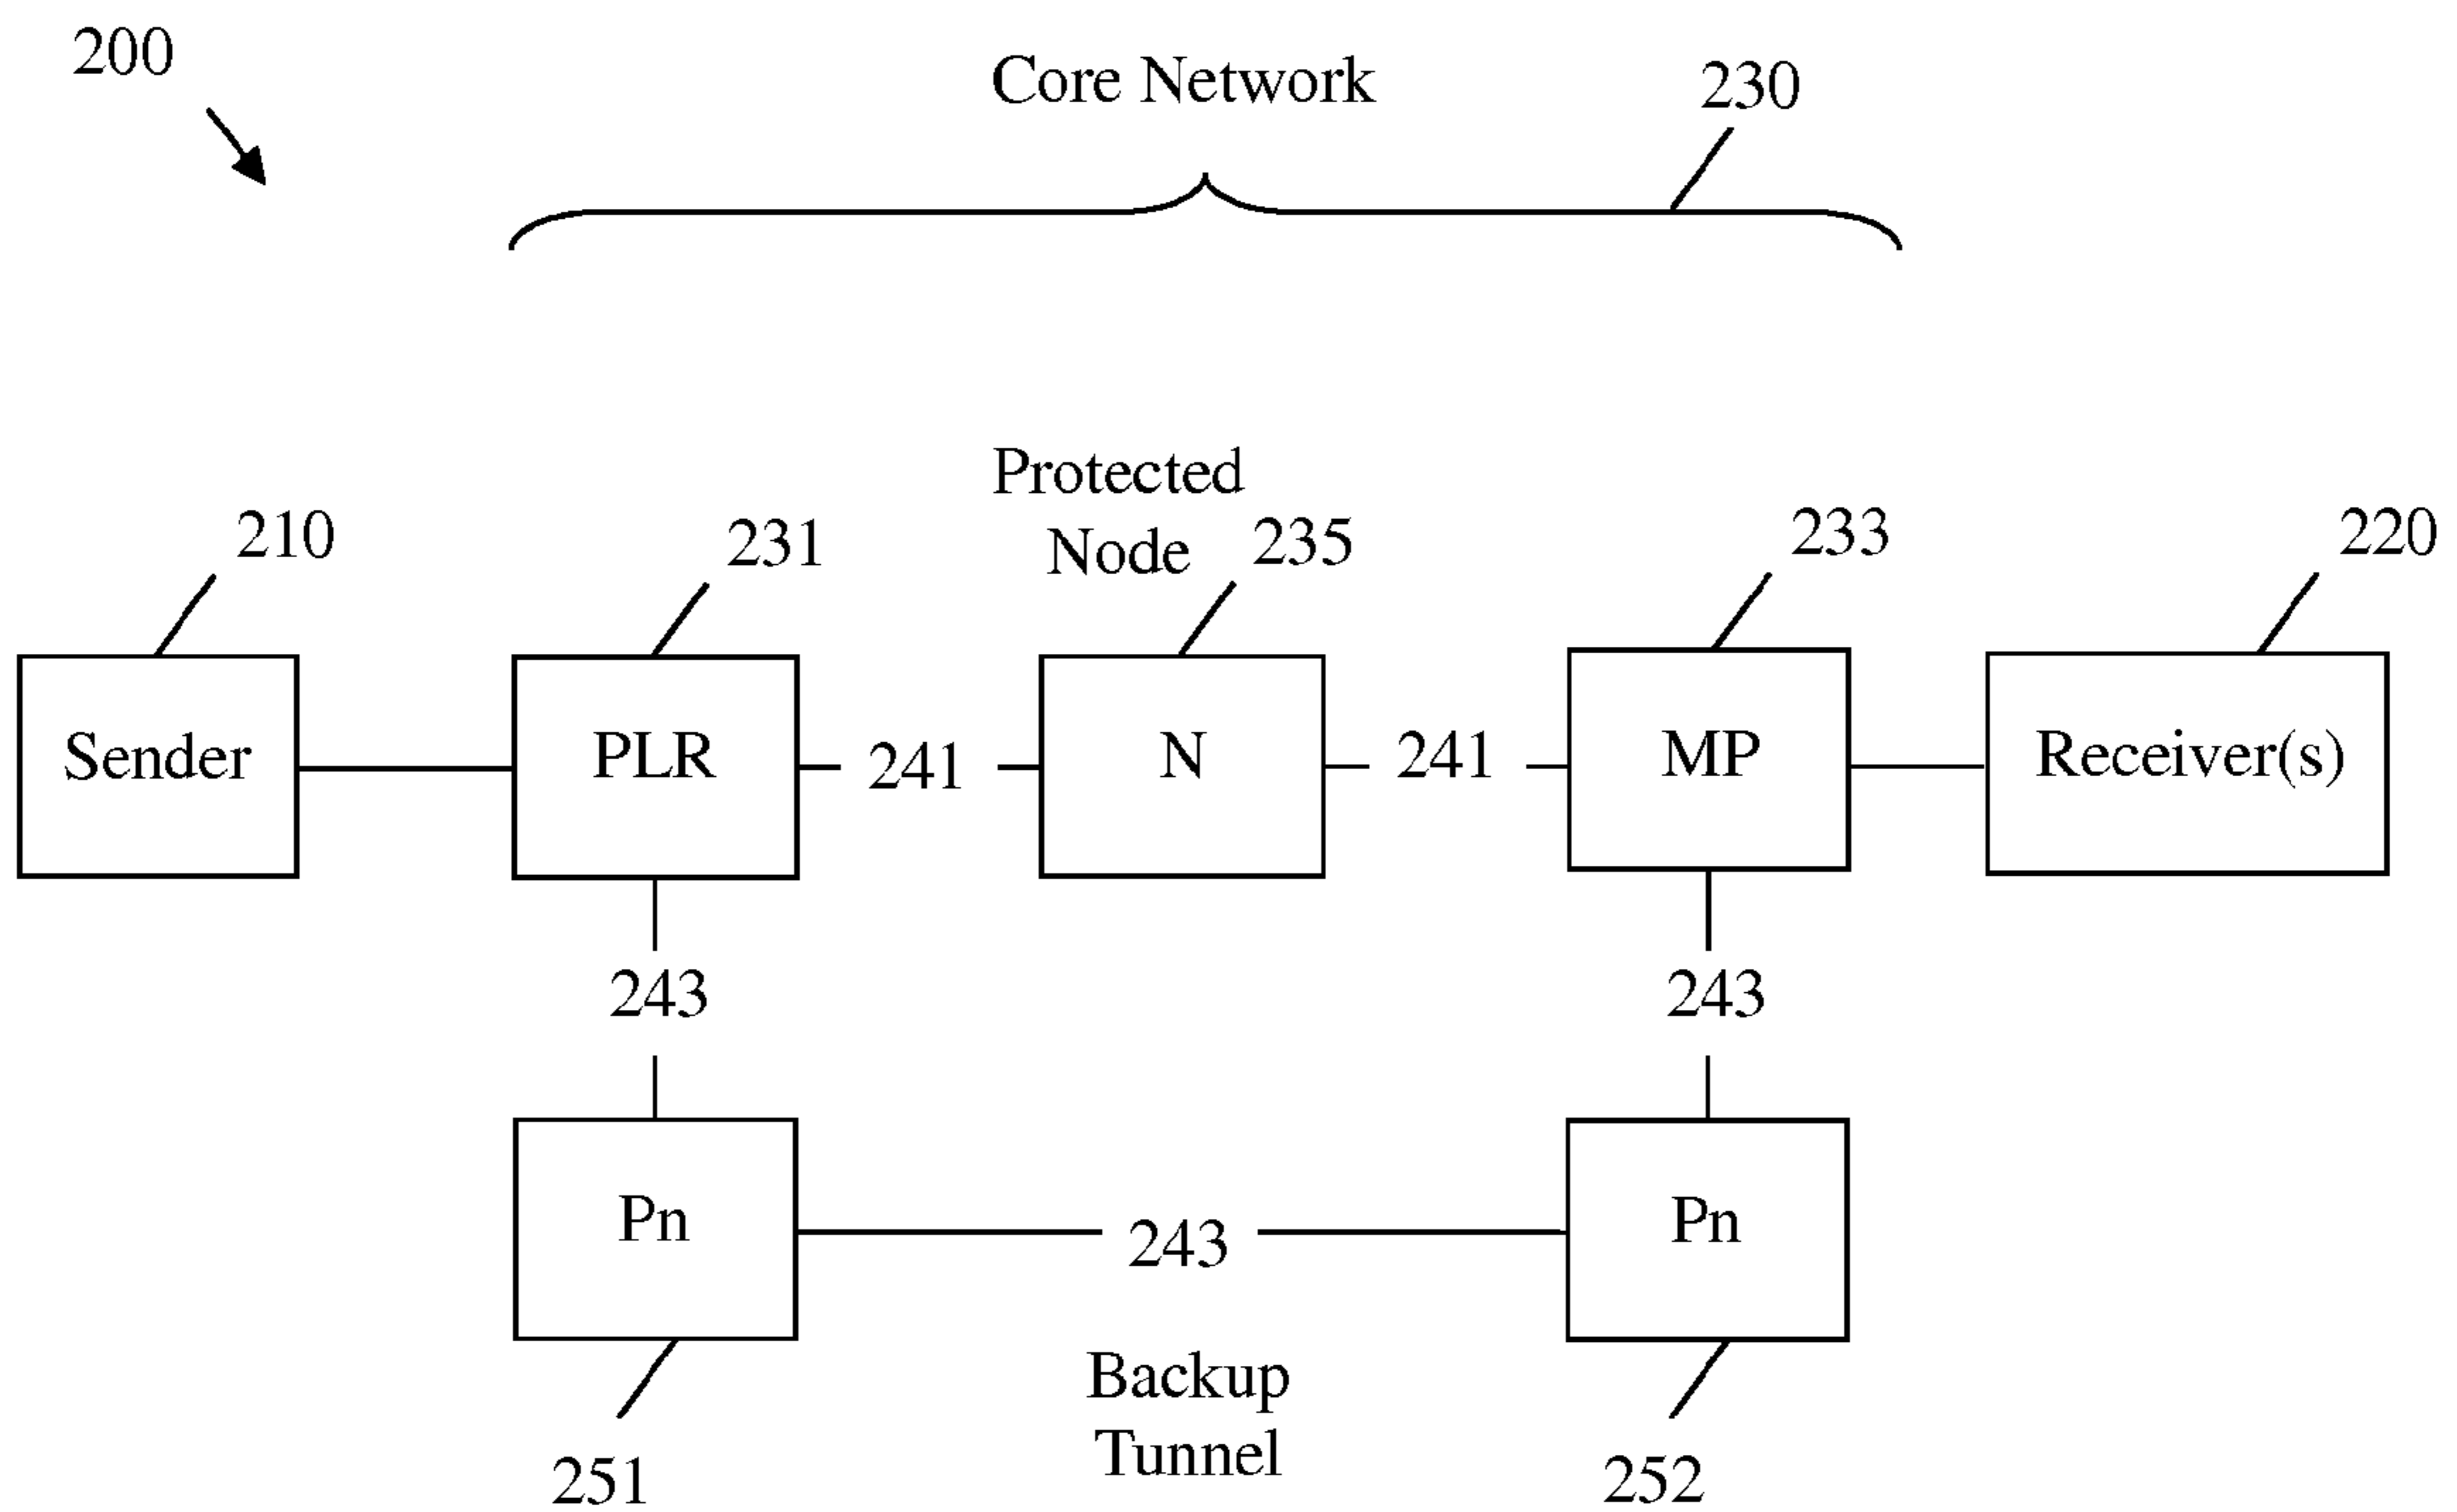 200
Core Network
230
Protected
Node
210
231
235
233
220
Sender
PLR
241
N
241
MP
Receiver(s)
243
243
Pn
243
Pn
Backup
Tunnel
251
252